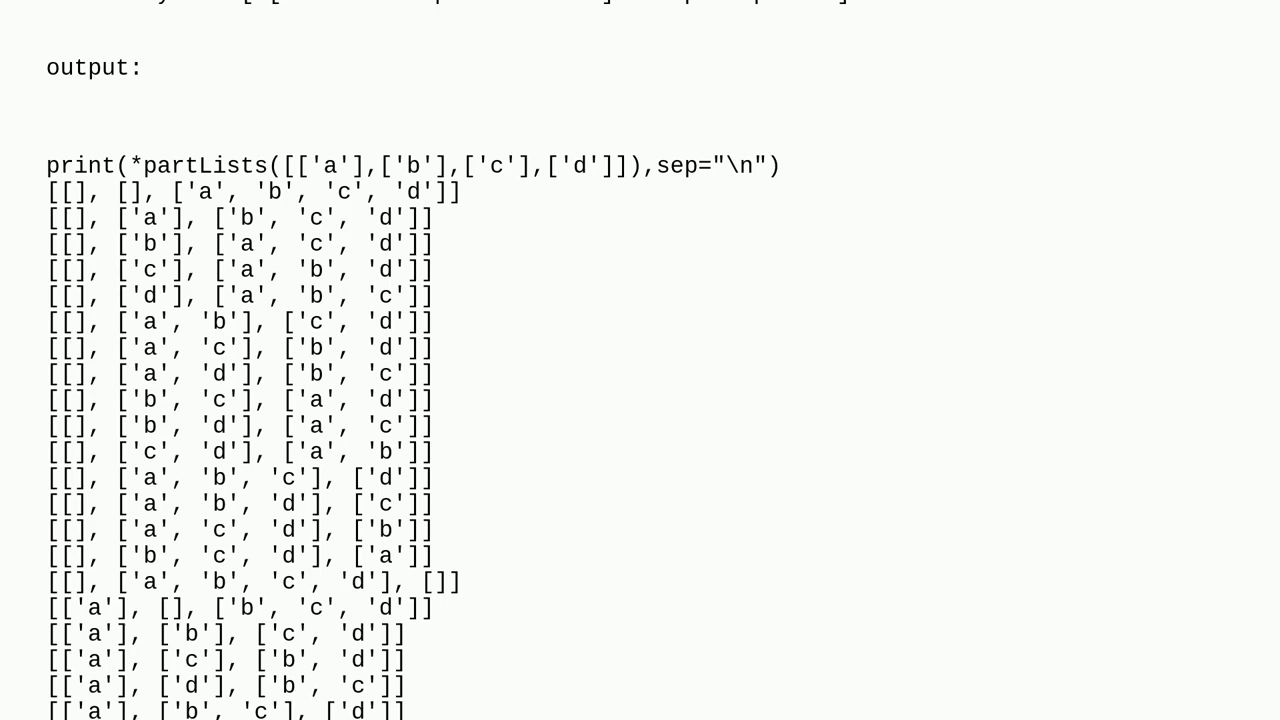 output:
print(*partLists([['a'],['b'],['c'],['d']]),sep="\n")
[[], [], ['a', 'b', 'c', 'd']]
[[], ['a'], ['b', 'c', 'd']]
[[], ['b'], ['a', 'c', 'd']]
[[], ['c'], ['a', 'b', 'd']]
[[], ['d'], ['a', 'b', 'c']]
[[], ['a', 'b'], ['c', 'd']]
[[], ['a', 'c'], ['b', 'd']]
[[], ['a', 'd'], ['b', 'c']]
[[], ['b', 'c'], ['a', 'd']]
[[], ['b', 'd'], ['a', 'c']]
[[], ['c', 'd'], ['a', 'b']]
[[], ['a', 'b', 'c'], ['d']]
[[], ['a', 'b', 'd'], ['c']]
[[], ['a', 'c', 'd'], ['b']]
[[], ['b', 'c', 'd'], ['a']]
[[], ['a', 'b', 'c', 'd'], []]
[['a'], [], ['b', 'c', 'd']]
[['a'], ['b'], ['c', 'd']]
[['a'], ['c'], ['b', 'd']]
[['a'], ['d'], ['b', 'c']]
[['a'], ['b', 'c'], ['d']]